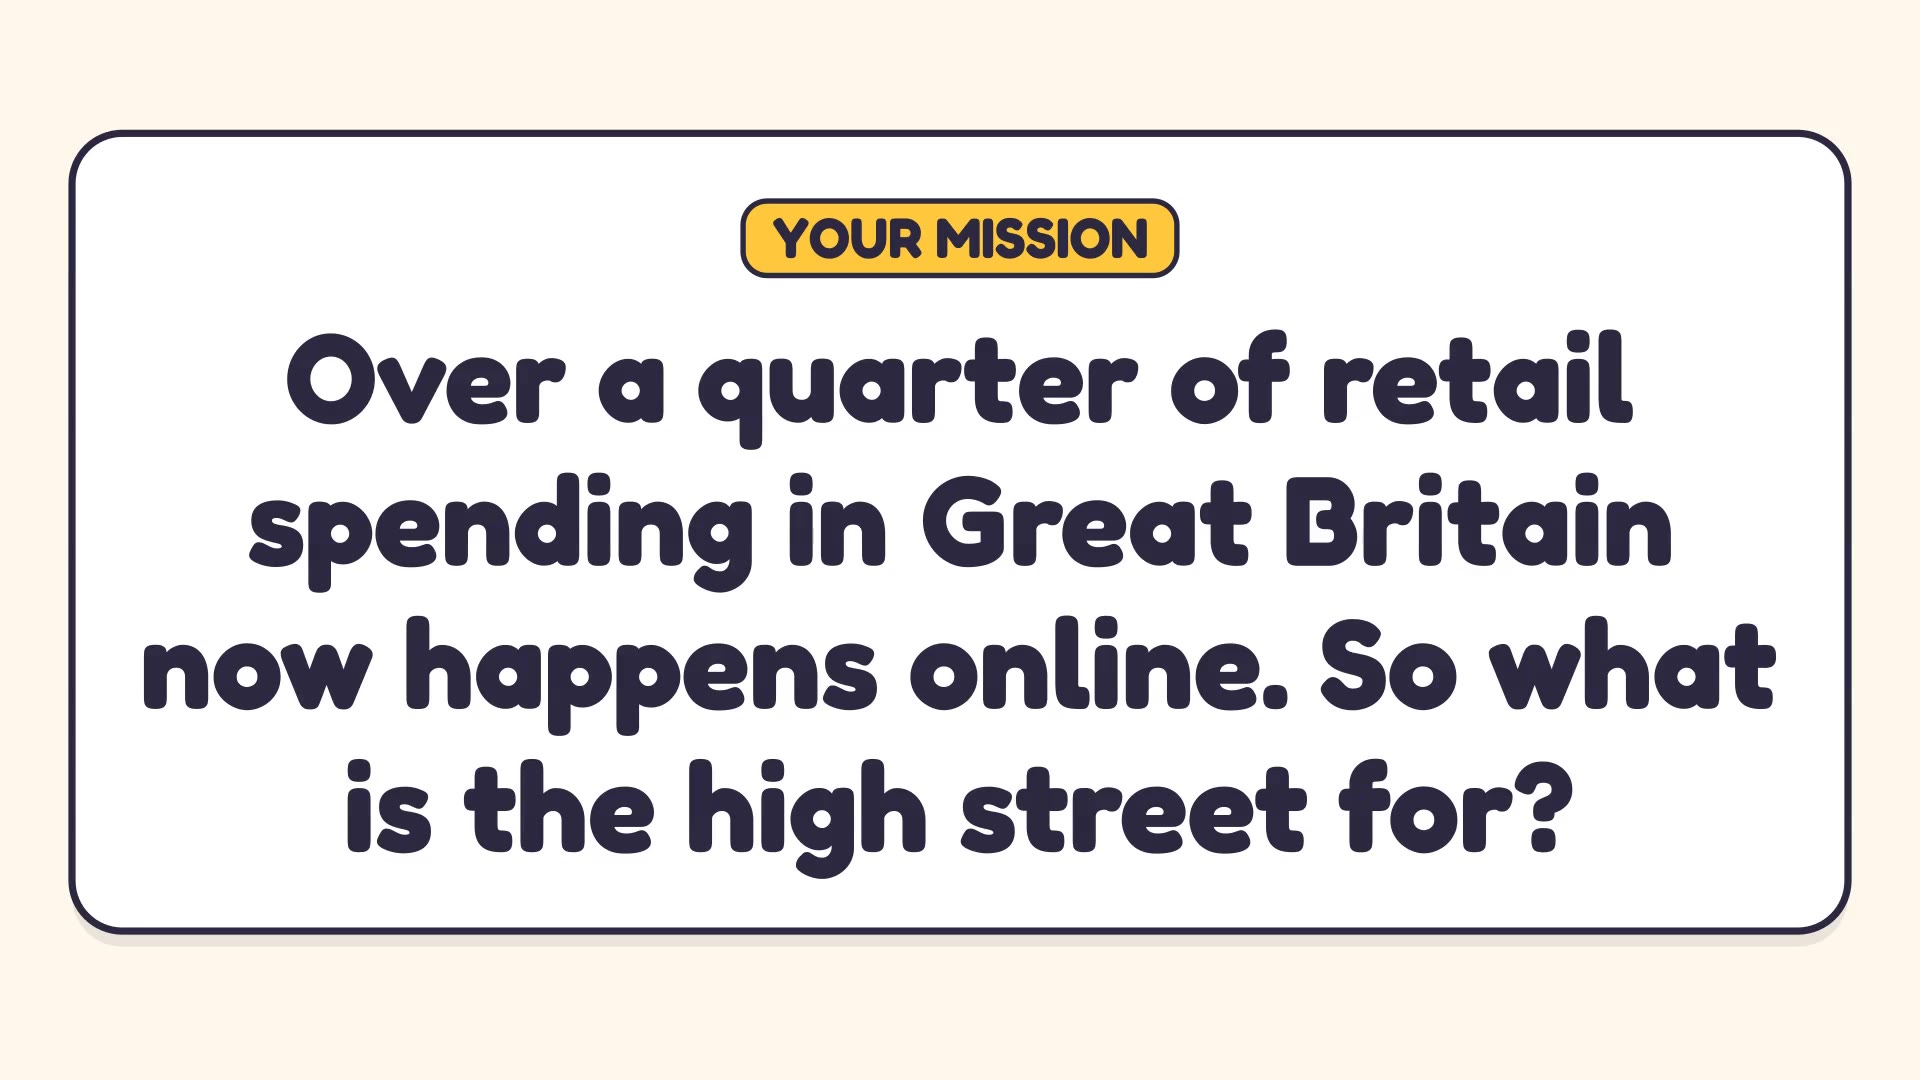 YOUR MISSION
Over a quarter of retail
spending in Great Britain
now happens online. So what
is the high street for?